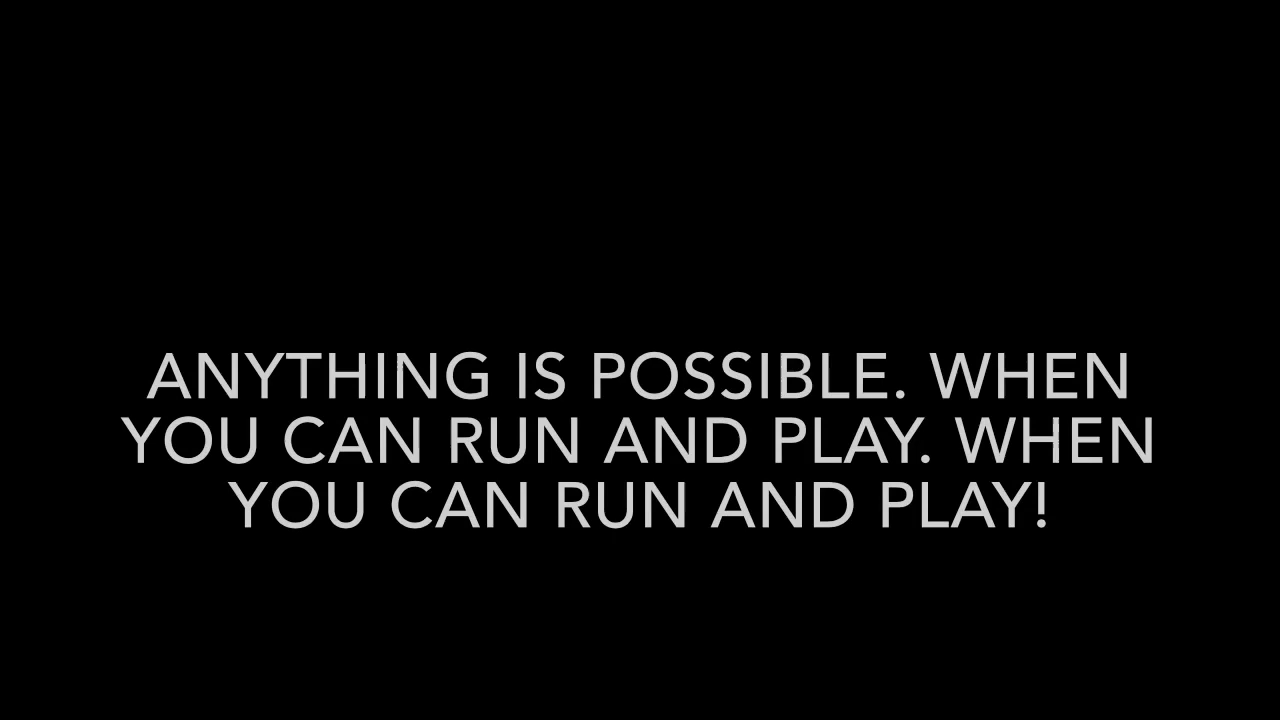 ANYTHING IS POSSIBLE. WHEN
YOU CAN RUN AND PLAY. WHEN
YOU CAN RUN AND PLAY!